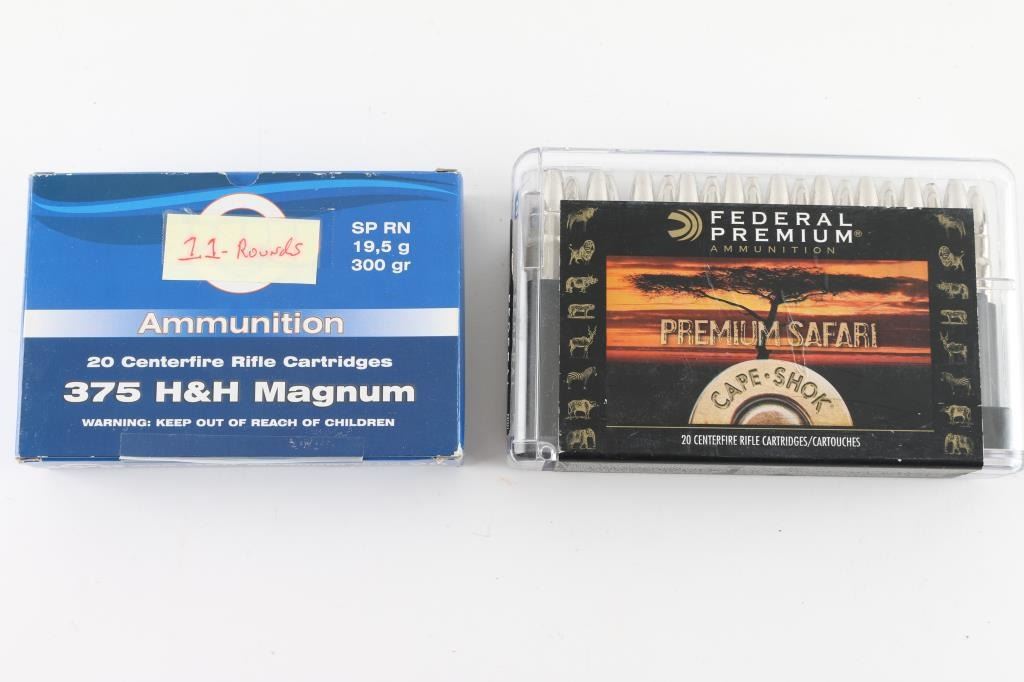 11-Rounds
SP RN
19,5 g
300 gr
Ammunition
20 Centerfire Rifle Cartridges
375 H&H Magnum
WARNING: KEEP OUT OF REACH OF CHILDREN
FEDERAL
PREMIUM®
AMMUNITION
PREMIUM SAFARI
CAPE·SHOK
20 CENTERFIRE RIFLE CARTRIDGES/CARTOUCHES